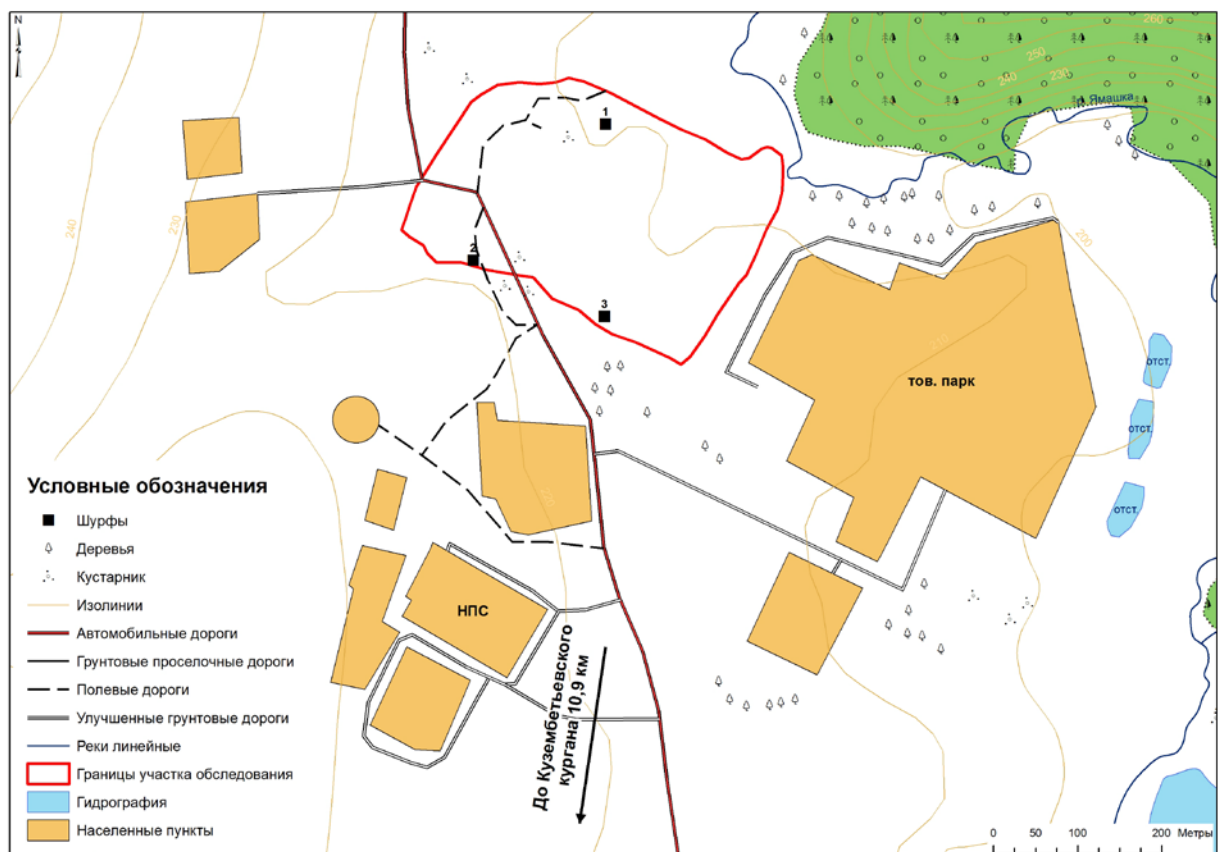 N
260
250
240
230
р. Ямашка
1
240
230
200
2
3
210
тов. парк
отст.
отст.
отст.
220
НПС
До Кузембетьевского
кургана 10,9 км
Условные обозначения
Шурфы
Деревья
Кустарник
Изолинии
Автомобильные дороги
Грунтовые проселочные дороги
Полевые дороги
Улучшенные грунтовые дороги
Реки линейные
Границы участка обследования
Гидрография
Населенные пункты
0 50 100 200 Метры